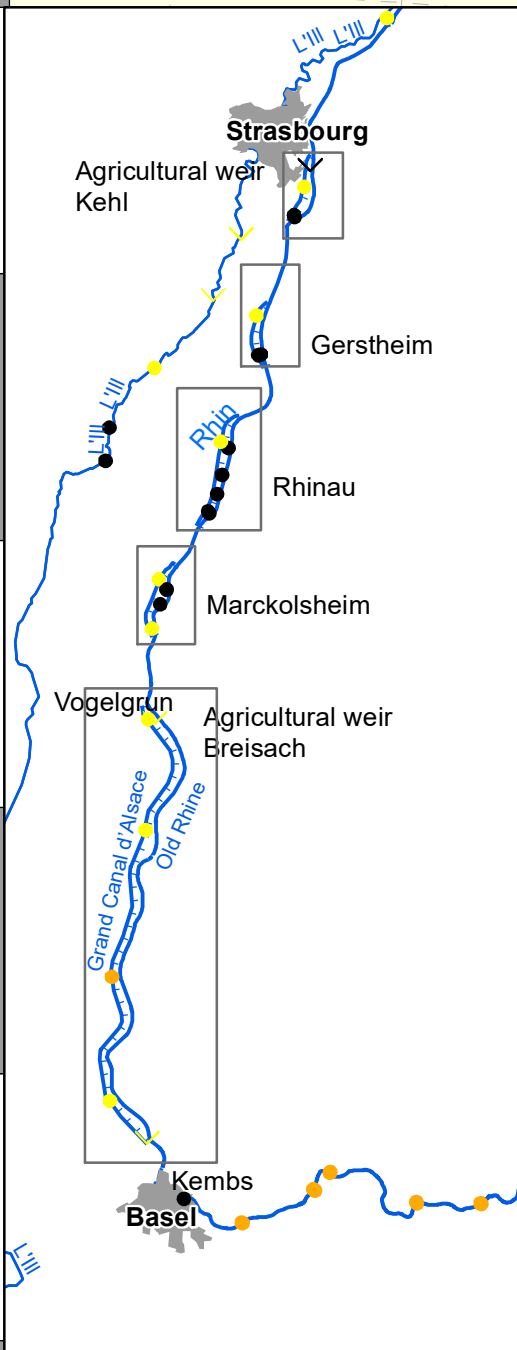 L'Ill
L'Ill
Strasbourg
Agricultural weir
Kehl
Gerstheim
L'Ill
L'Ill
Rhin
Rhinau
Marckolsheim
Vogelgrun
Agricultural weir
Breisach
Grand Canal d'Alsace
Old Rhine
Kembs
Basel
L'Ill